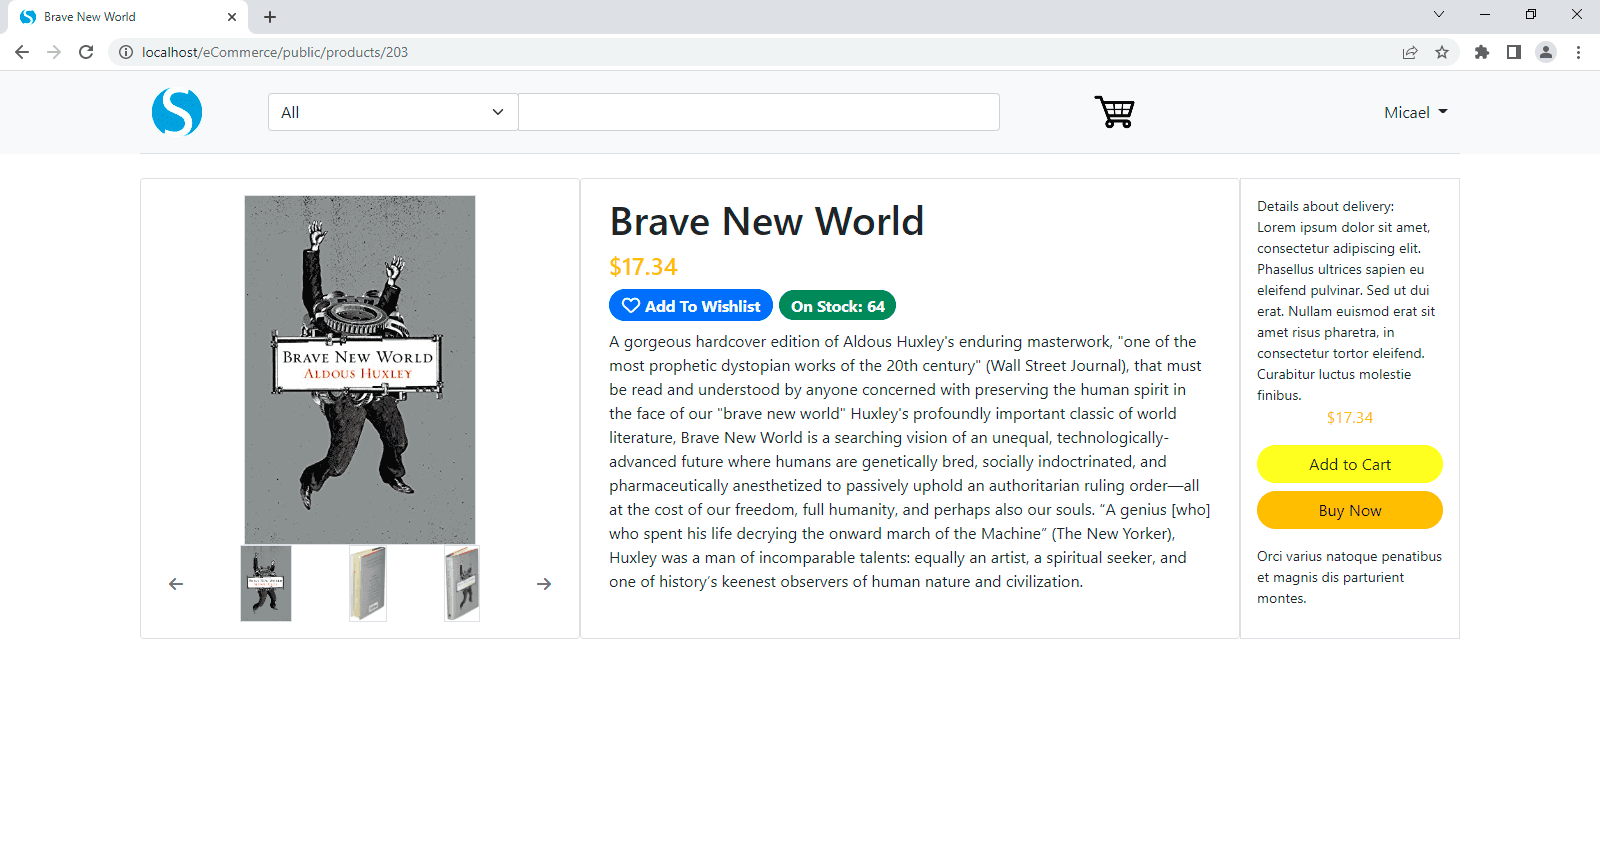 Brave New World
localhost/eCommerce/public/products/203
All
Micael
BRAVE NEW WORLD
ALDOUS HUXLEY
Brave New World
$17.34
Add To Wishlist
On Stock: 64
A gorgeous hardcover edition of Aldous Huxley's enduring masterwork, "one of the
most prophetic dystopian works of the 20th century" (Wall Street Journal), that must
be read and understood by anyone concerned with preserving the human spirit in
the face of our "brave new world" Huxley's profoundly important classic of world
literature, Brave New World is a searching vision of an unequal, technologically-
advanced future where humans are genetically bred, socially indoctrinated, and
pharmaceutically anesthetized to passively uphold an authoritarian ruling order—all
at the cost of our freedom, full humanity, and perhaps also our souls. “A genius [who]
who spent his life decrying the onward march of the Machine” (The New Yorker),
Huxley was a man of incomparable talents: equally an artist, a spiritual seeker, and
one of history’s keenest observers of human nature and civilization.
Details about delivery:
Lorem ipsum dolor sit amet,
consectetur adipiscing elit.
Phasellus ultrices sapien eu
eleifend pulvinar. Sed ut dui
erat. Nullam euismod erat sit
amet risus pharetra, in
consectetur tortor eleifend.
Curabitur luctus molestie
finibus.
$17.34
Add to Cart
Buy Now
Orci varius natoque penatibus
et magnis dis parturient
montes.